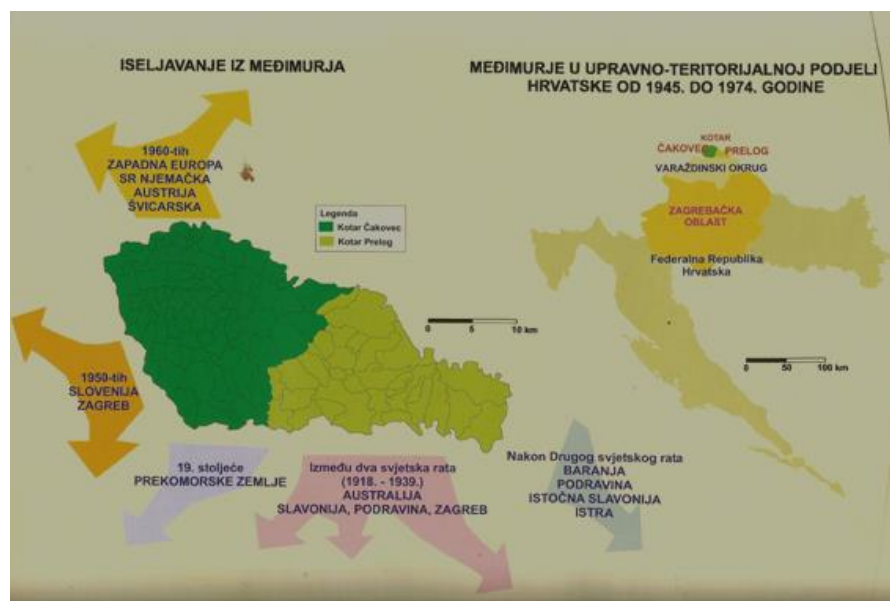 ISELJAVANJE IZ MEĐIMURJA
1960-tih
ZAPADNA EUROPA
SR NJEMAČKA
AUSTRIJA
ŠVICARSKA
Legenda
Kotar Čakovec
Kotar Prelog
0 5 10 km
1950-tih
SLOVENIJA
ZAGREB
19. stoljeće
PREKOMORSKE ZEMLJE
Između dva svjetska rata
(1918. - 1939.)
AUSTRALIJA
SLAVONIJA, PODRAVINA, ZAGREB
Nakon Drugog svjetskog rata
BARANJA
PODRAVINA
ISTOČNA SLAVONIJA
ISTRA
MEĐIMURJE U UPRAVNO-TERITORIJALNOJ PODJELI
HRVATSKE OD 1945. DO 1974. GODINE
KOTAR
ČAKOVEC PRELOG
VARAŽDINSKI OKRUG
ZAGREBAČKA
OBLAST
Federalna Republika
Hrvatska
0 50 100 km